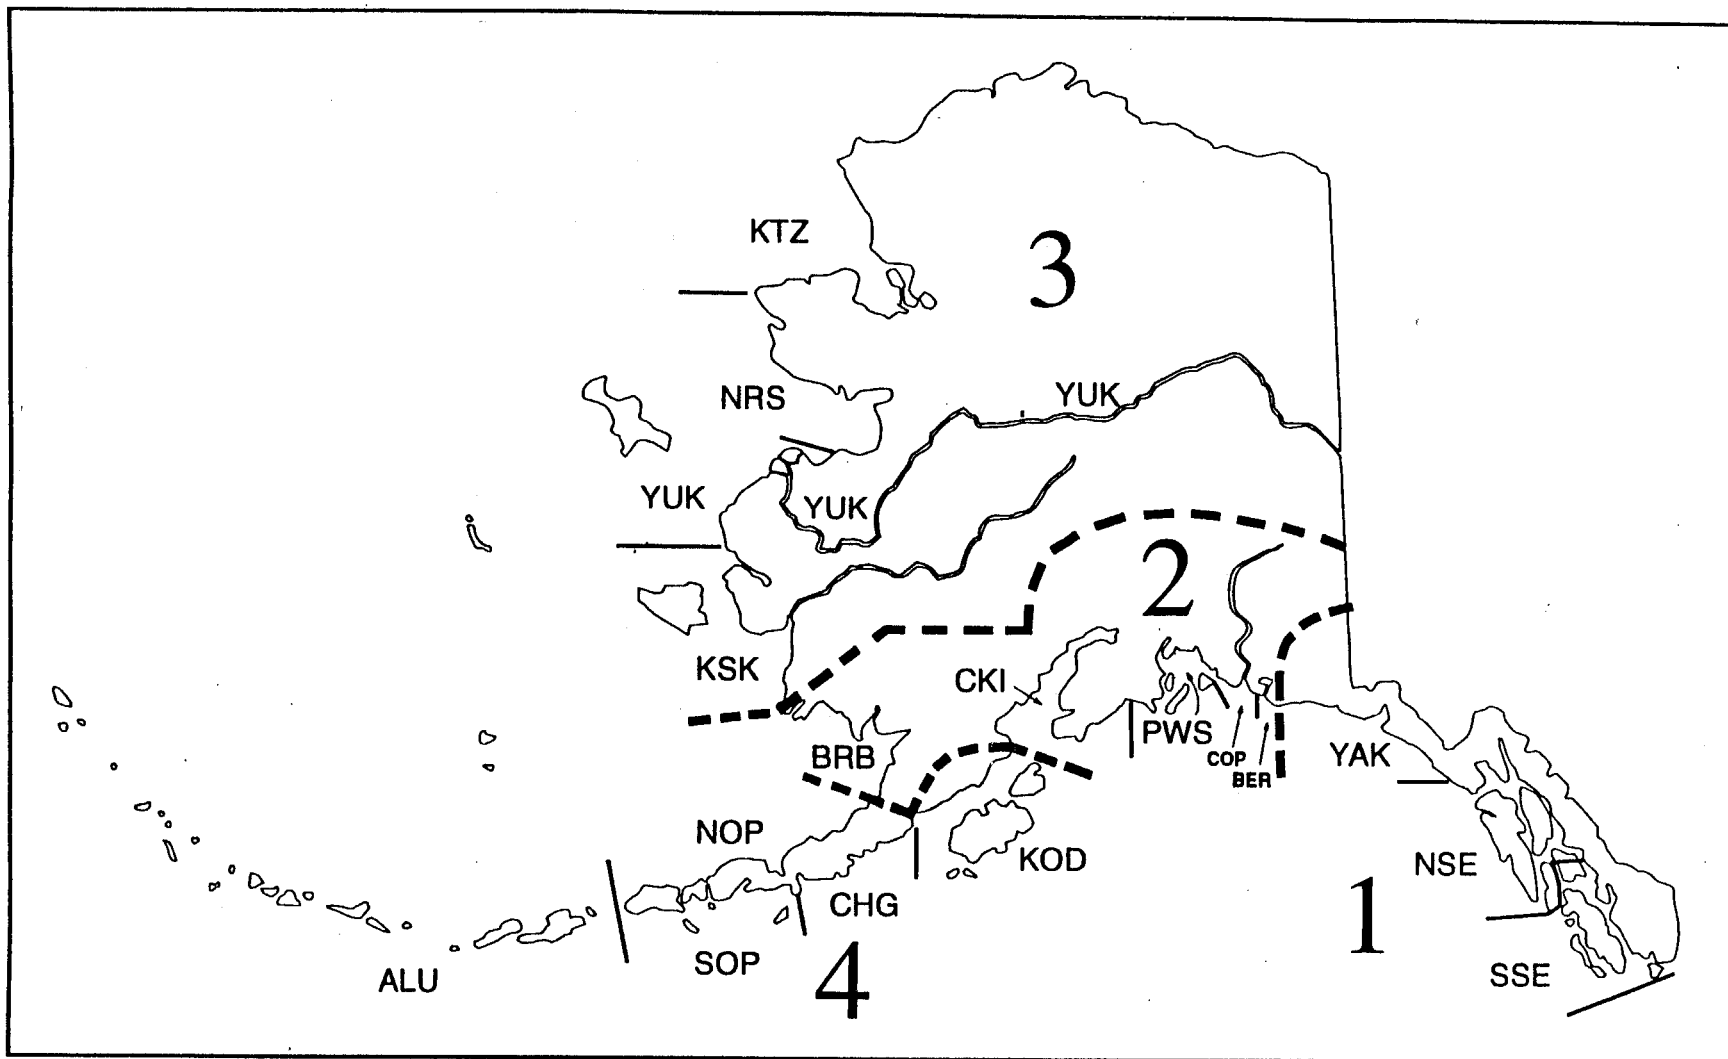 KTZ
3
NRS
YUK
YUK
YUK
2
KSK
CKI
BRB
PWS
COP
BER
YAK
NOP
KOD
NSE
CHG
1
SOP
4
ALU
SSE